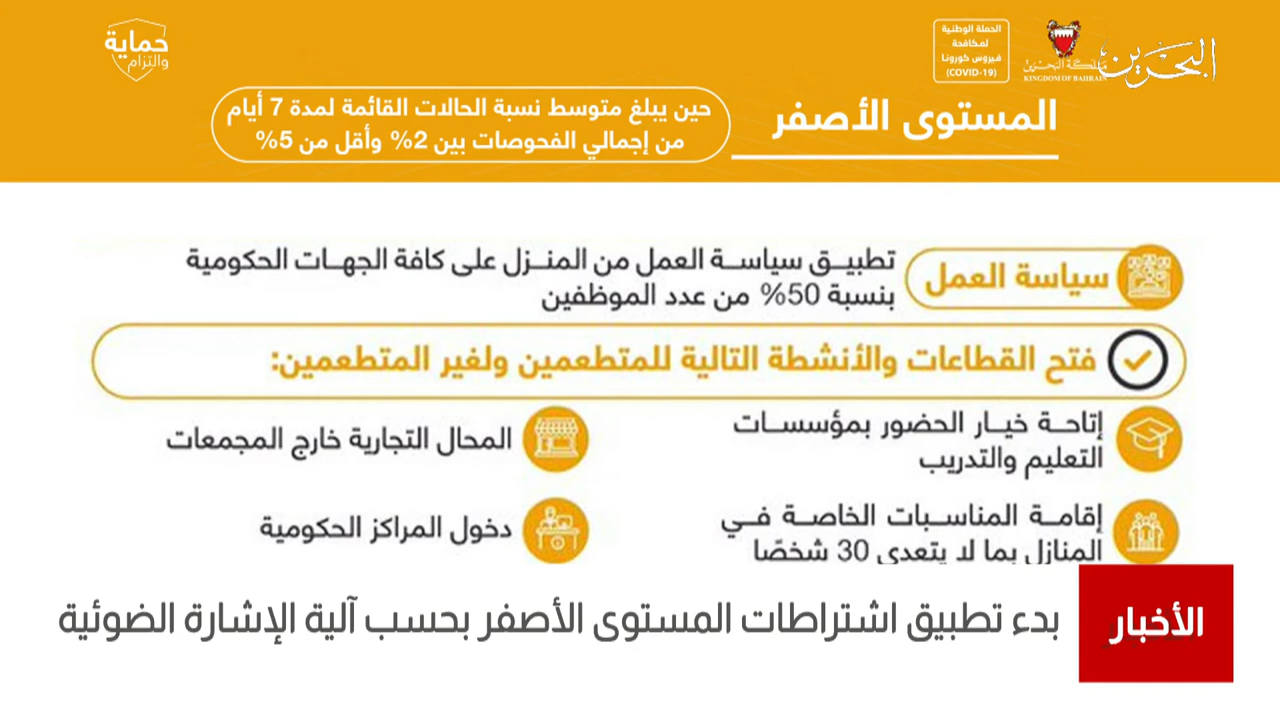 حماية
والتزام
الحملة الوطنية
لمكافحة
فيروس كورونا
(COVID-19)
مملكة البحرين
KINGDOM OF BAHRAIN
البحرين
المستوى الأصفر
حين يبلغ متوسط نسبة الحالات القائمة لمدة 7 أيام
من إجمالي الفحوصات بين 2% وأقل من 5%
سياسة العمل
تطبيق سياسة العمل من المنزل على كافة الجهات الحكومية
بنسبة 50% من عدد الموظفين
فتح القطاعات والأنشطة التالية للمتطعمين ولغير المتطعمين:
إتاحة خيار الحضور بمؤسسات
التعليم والتدريب
المحال التجارية خارج المجمعات
إقامة المناسبات الخاصة في
المنازل بما لا يتعدى 30 شخصًا
دخول المراكز الحكومية
الأخبار
بدء تطبيق اشتراطات المستوى الأصفر بحسب آلية الإشارة الضوئية